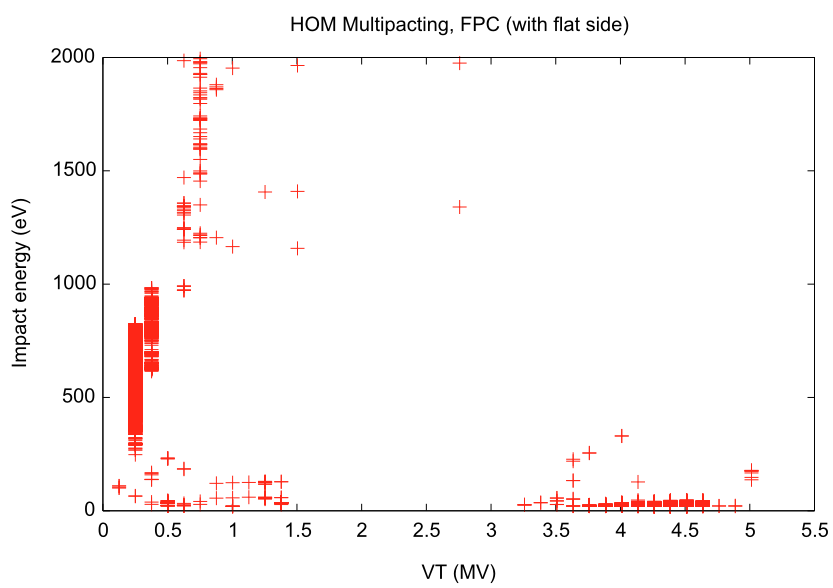 HOM Multipacting, FPC (with flat side)
2000
1500
1000
500
0
Impact energy (eV)
0 0.5 1 1.5 2 2.5 3 3.5 4 4.5 5 5.5
VT (MV)